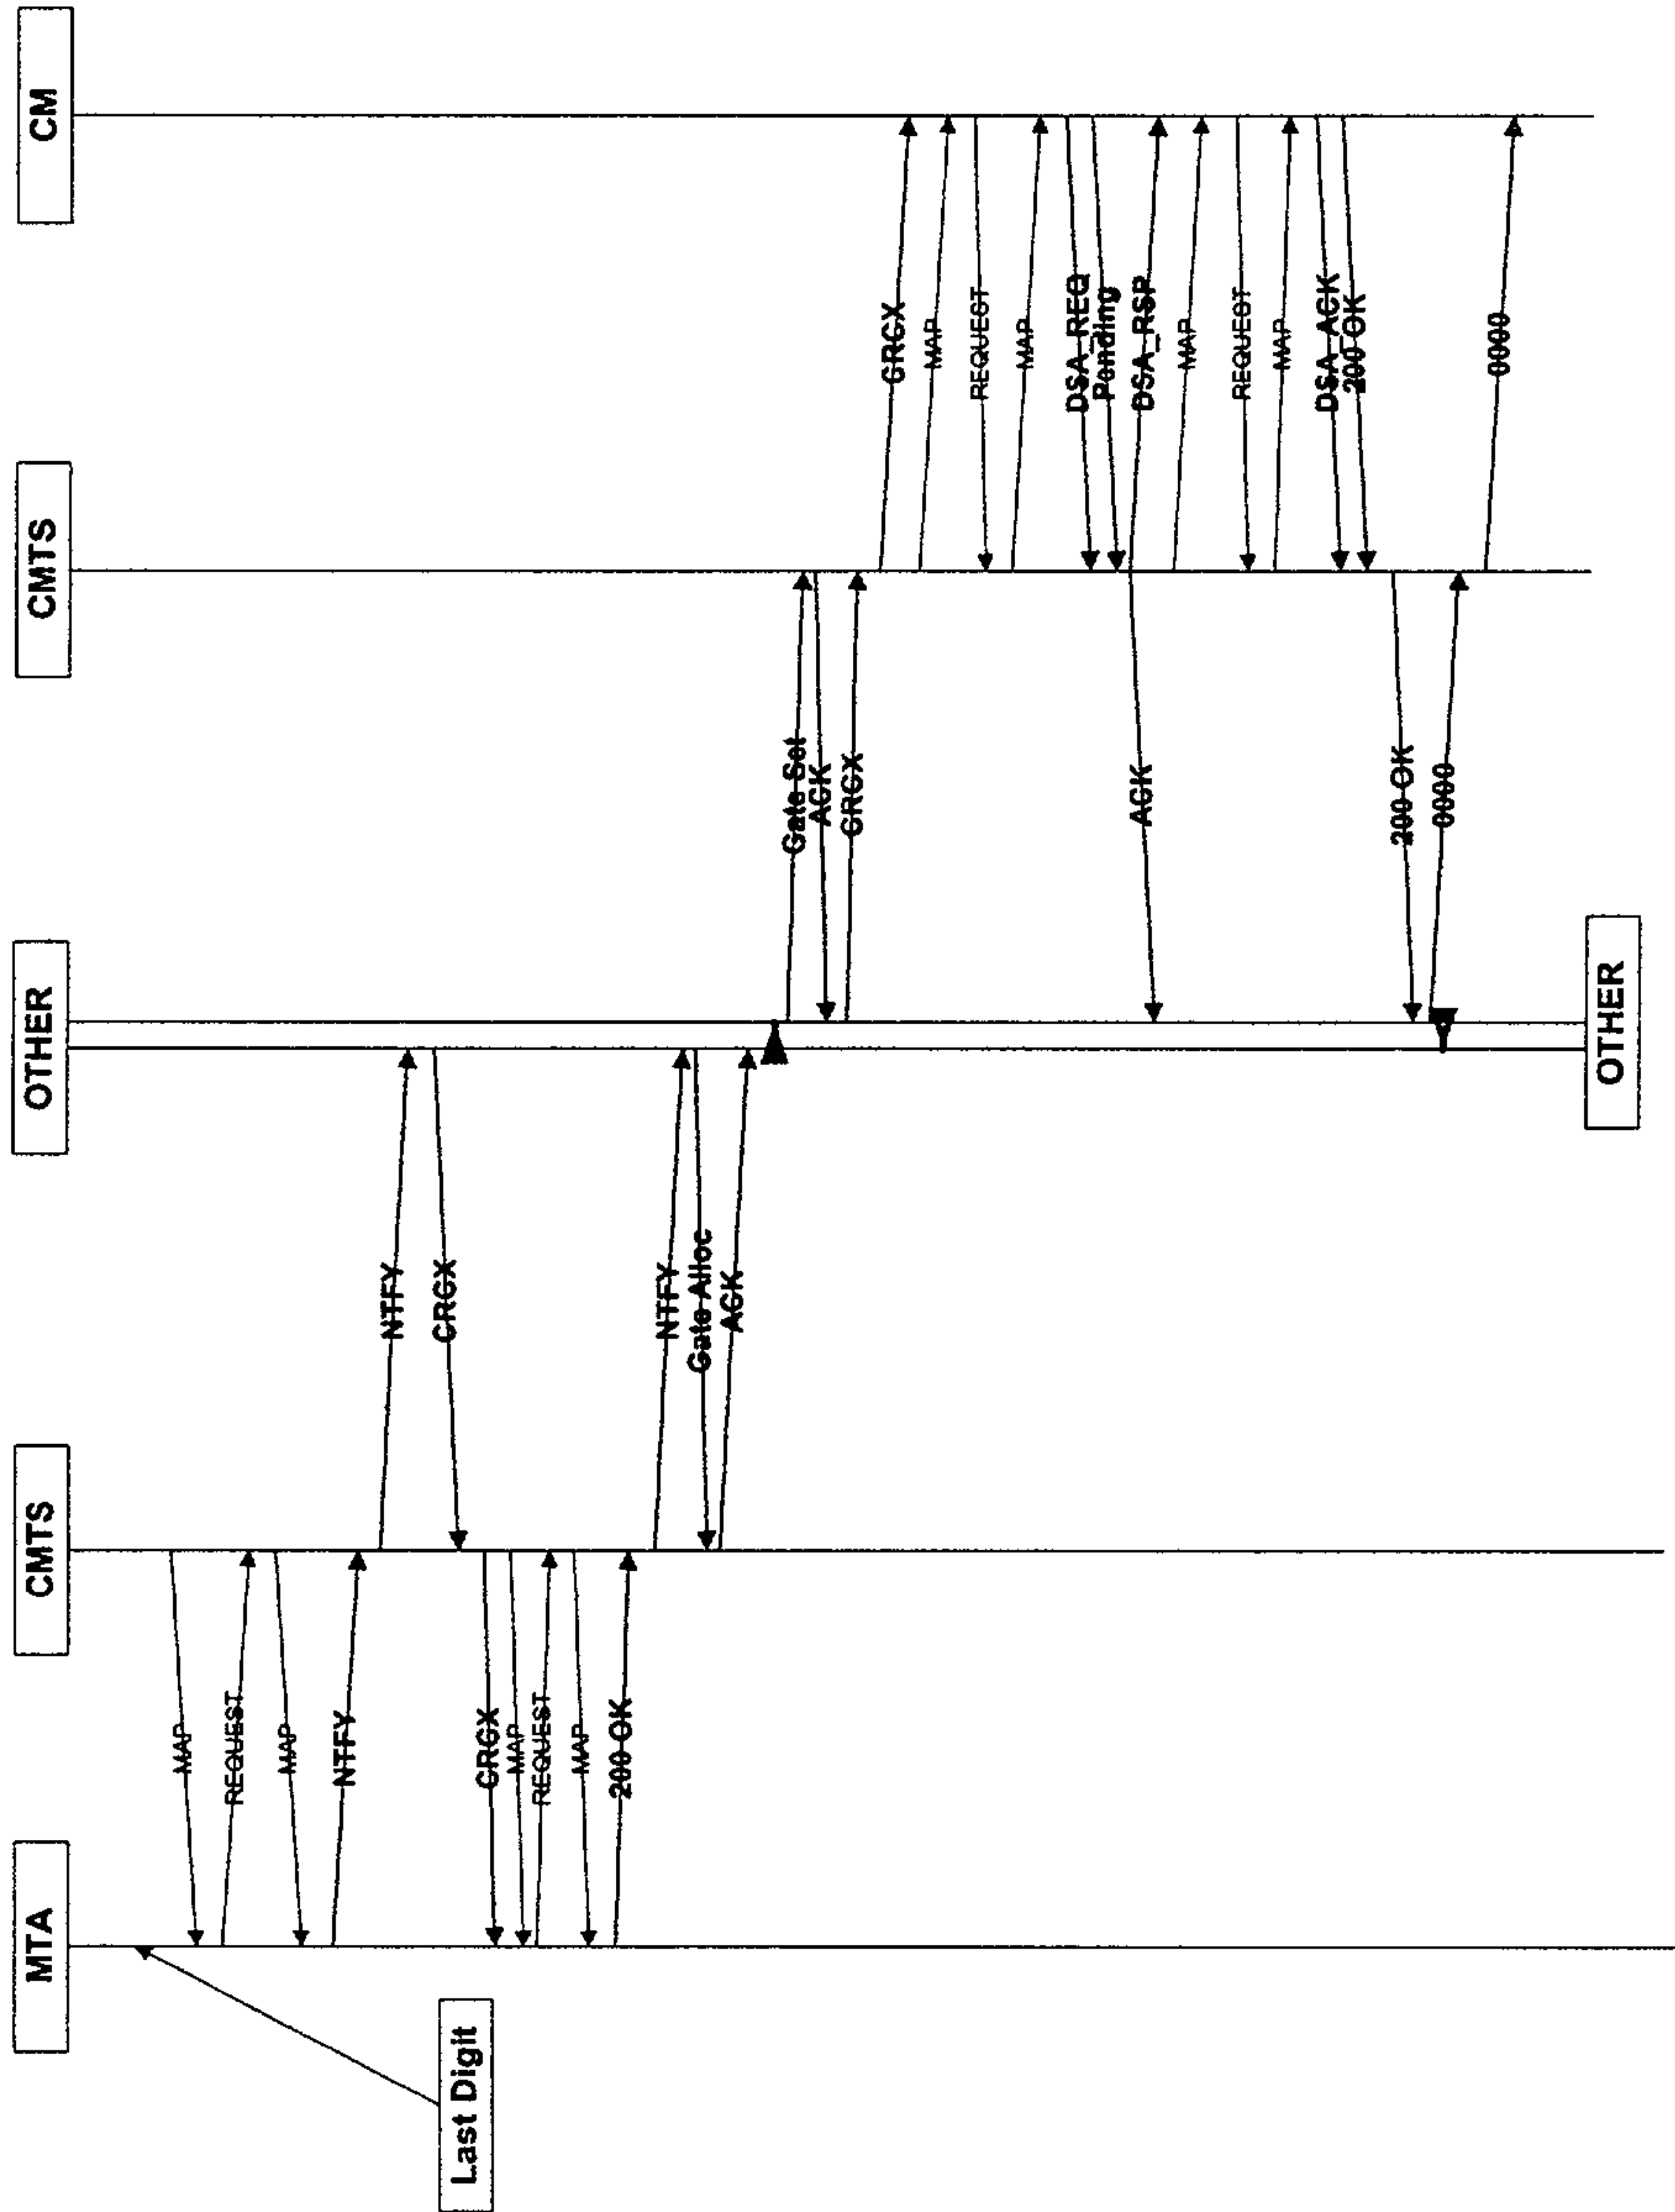 MTA
CMTS
OTHER
CMTS
CM
MAP
REQUEST
MAP
NTFY
NTFY
CRCX
Last Digit
CRCX
MAP
REQUEST
MAP
200 OK
NTFY
Gate Alloc
ACK
Gate Set
ACK
CRCX
CRCX
MAP
REQUEST
MAP
DSA_REQ
Pending
ACK
DSA_RSP
MAP
REQUEST
MAP
DSA_ACK
200 OK
200 OK
0000
0000
OTHER